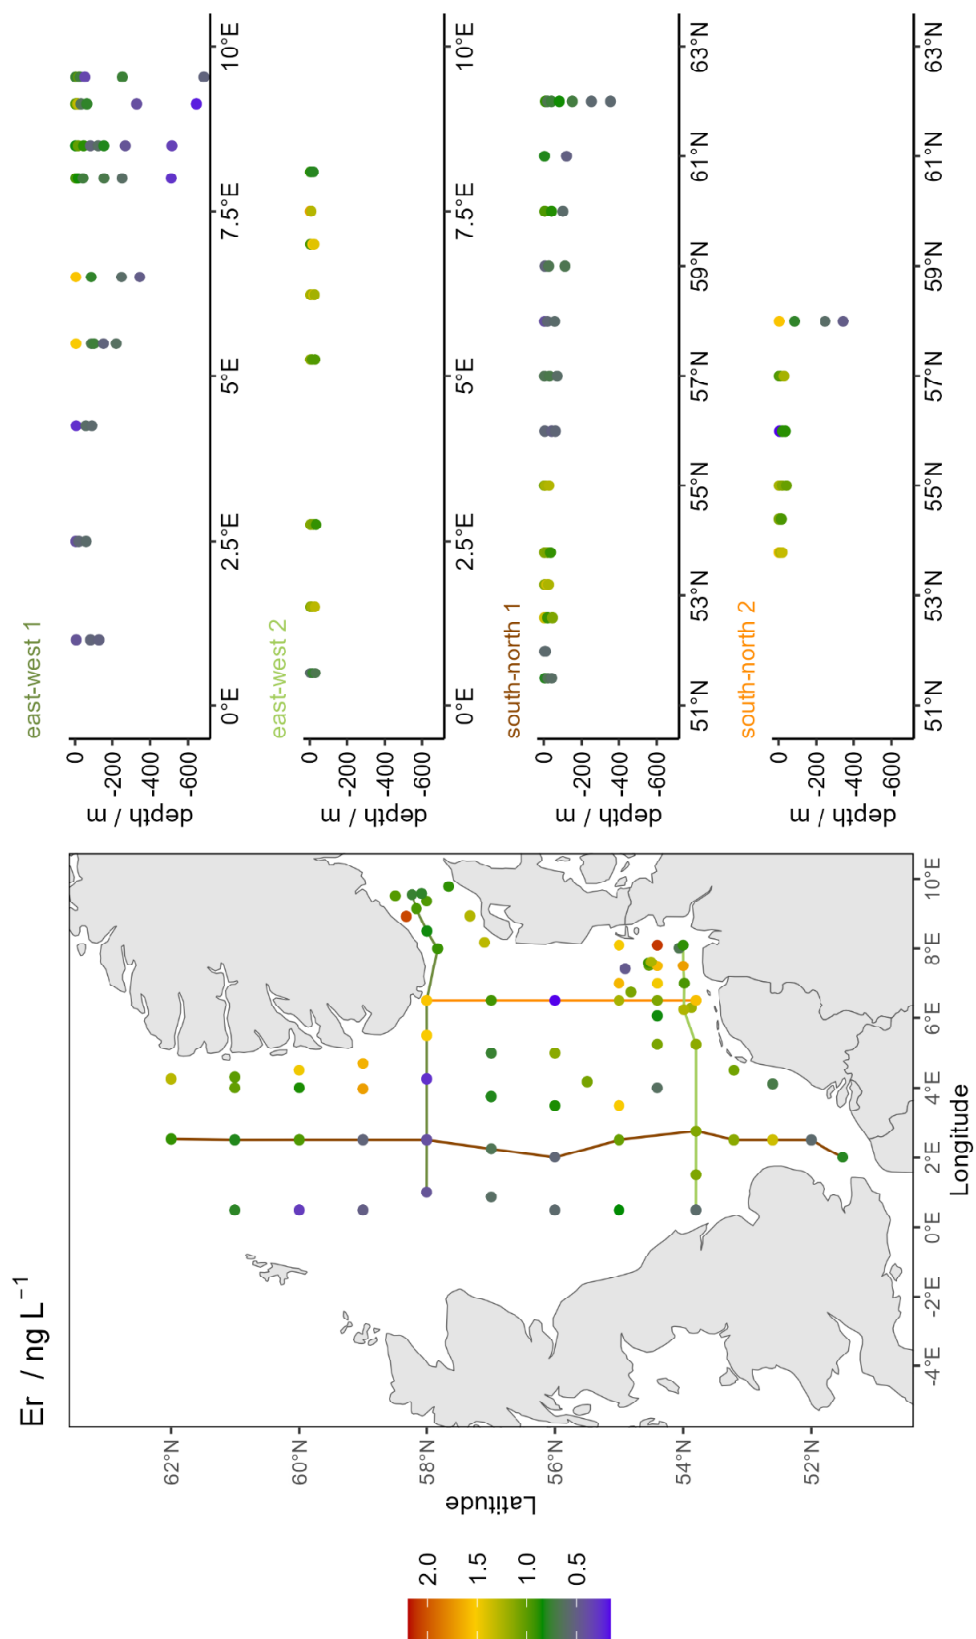 Er / ng L⁻¹
62°N
60°N
58°N
56°N
54°N
52°N
Latitude
-4°E
-2°E
0°E
2°E
4°E
6°E
8°E
10°E
Longitude
2.0
1.5
1.0
0.5
east-west 1
0
-200
-400
-600
depth / m
0°E
2.5°E
5°E
7.5°E
10°E
east-west 2
0
-200
-400
-600
depth / m
0°E
2.5°E
5°E
7.5°E
10°E
south-north 1
0
-200
-400
-600
depth / m
51°N
53°N
55°N
57°N
59°N
61°N
63°N
south-north 2
0
-200
-400
-600
depth / m
51°N
53°N
55°N
57°N
59°N
61°N
63°N